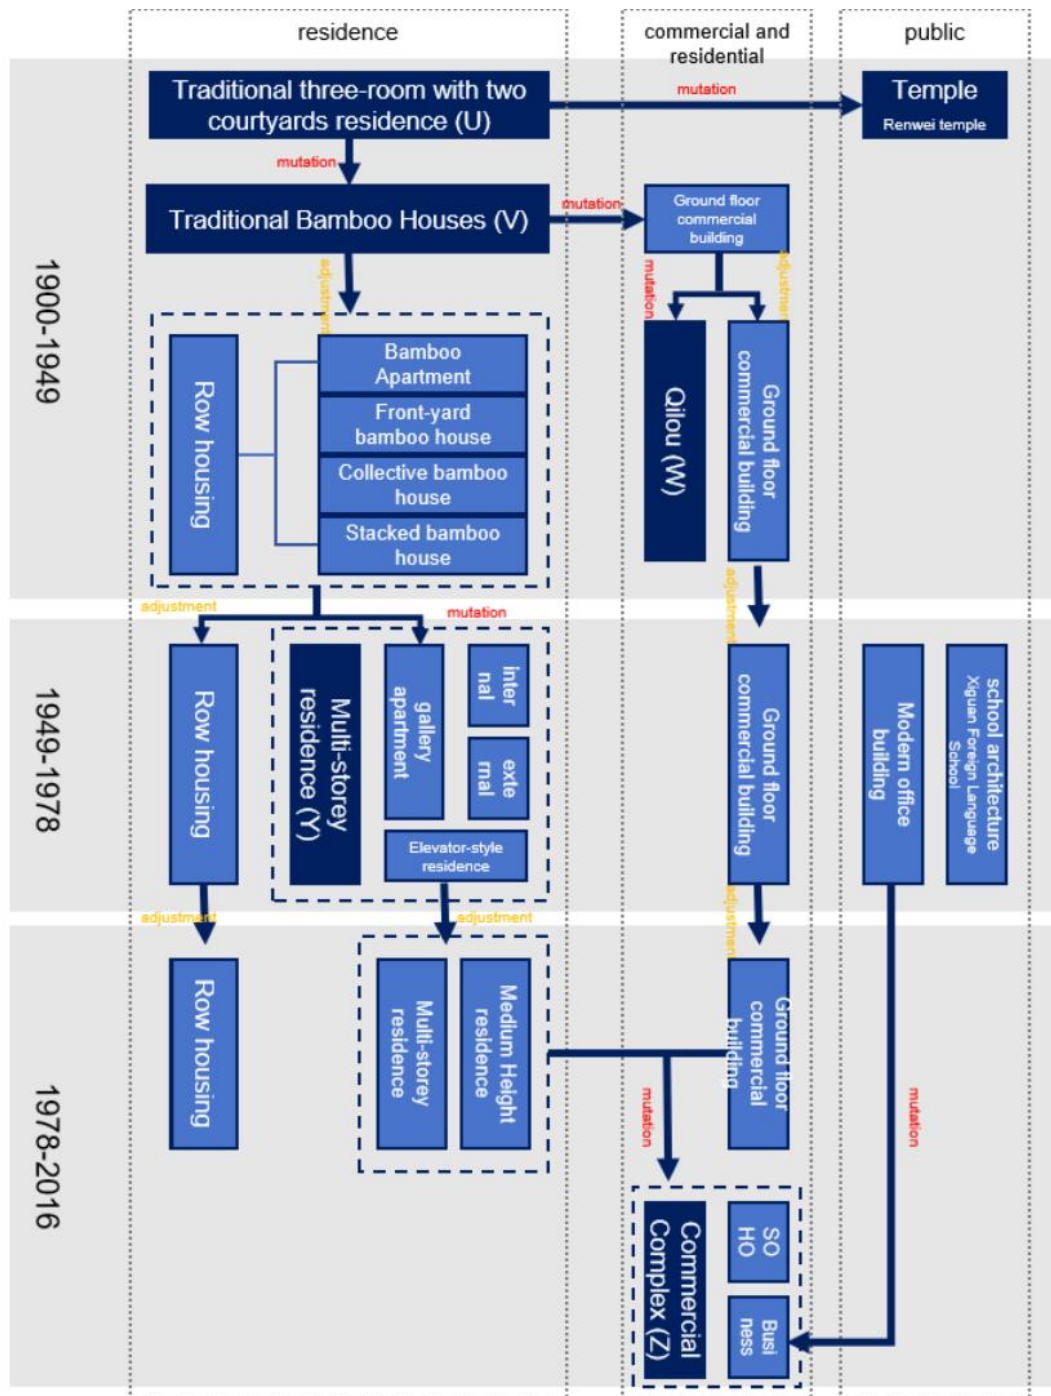 residence
commercial and
residential
public
1900-1949
Traditional three-room with two
courtyards residence (U)
mutation
Temple
Renwei temple
mutation
Traditional Bamboo Houses (V)
mutation
Ground floor
commercial
building
adjustment
mutation
adjustment
Row housing
Bamboo
Apartment
Front-yard
bamboo house
Collective bamboo
house
Stacked bamboo
house
Qilou (W)
Ground floor
commercial building
adjustment
mutation
adjustment
1949-1978
Row housing
Multi-storey
residence (Y)
gallery
apartment
inter
nal
exte
rnal
Elevator-style
residence
Ground floor
commercial building
Modern office
building
school architecture
Xiguan Foreign Language
School
adjustment
adjustment
adjustment
1978-2016
Row housing
Multi-storey
residence
Medium Height
residence
Ground floor
commercial
building
mutation
mutation
Commercial
Complex (Z)
SO
HO
Busi
ness